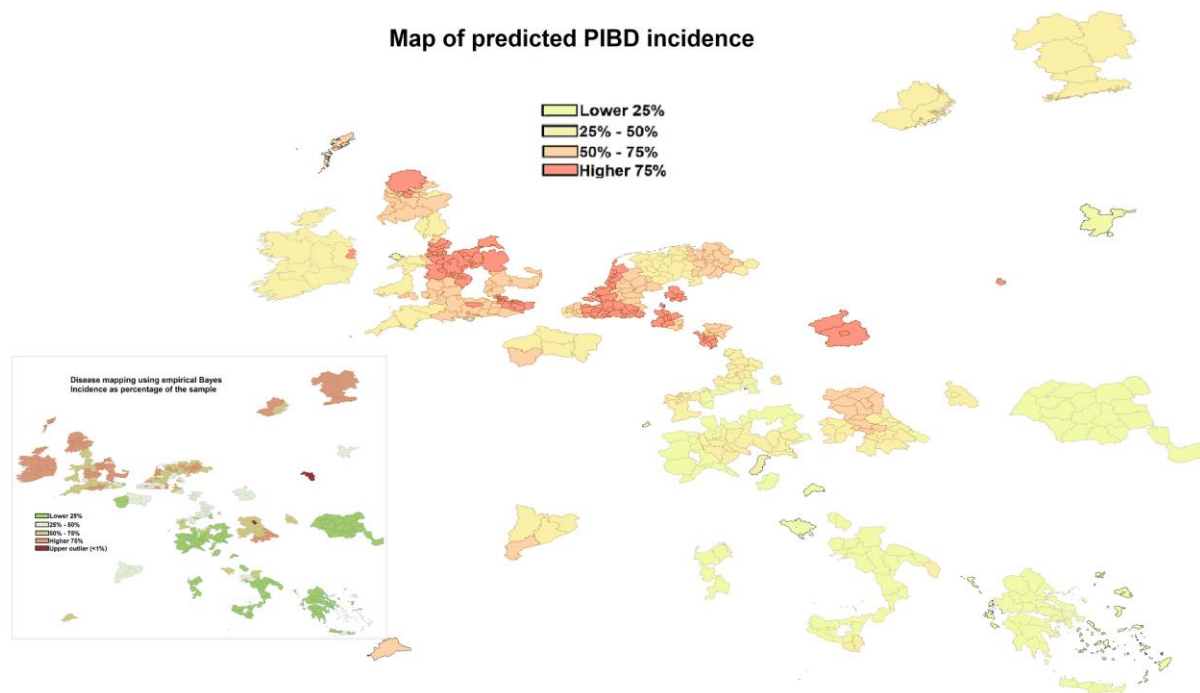 Map of predicted PIBD incidence
Lower 25%
25% - 50%
50% - 75%
Higher 75%
Disease mapping using empirical Bayes
Incidence as percentage of the sample
Lower 25%
25% - 50%
50% - 75%
Higher 75%
Upper outlier (<1%)